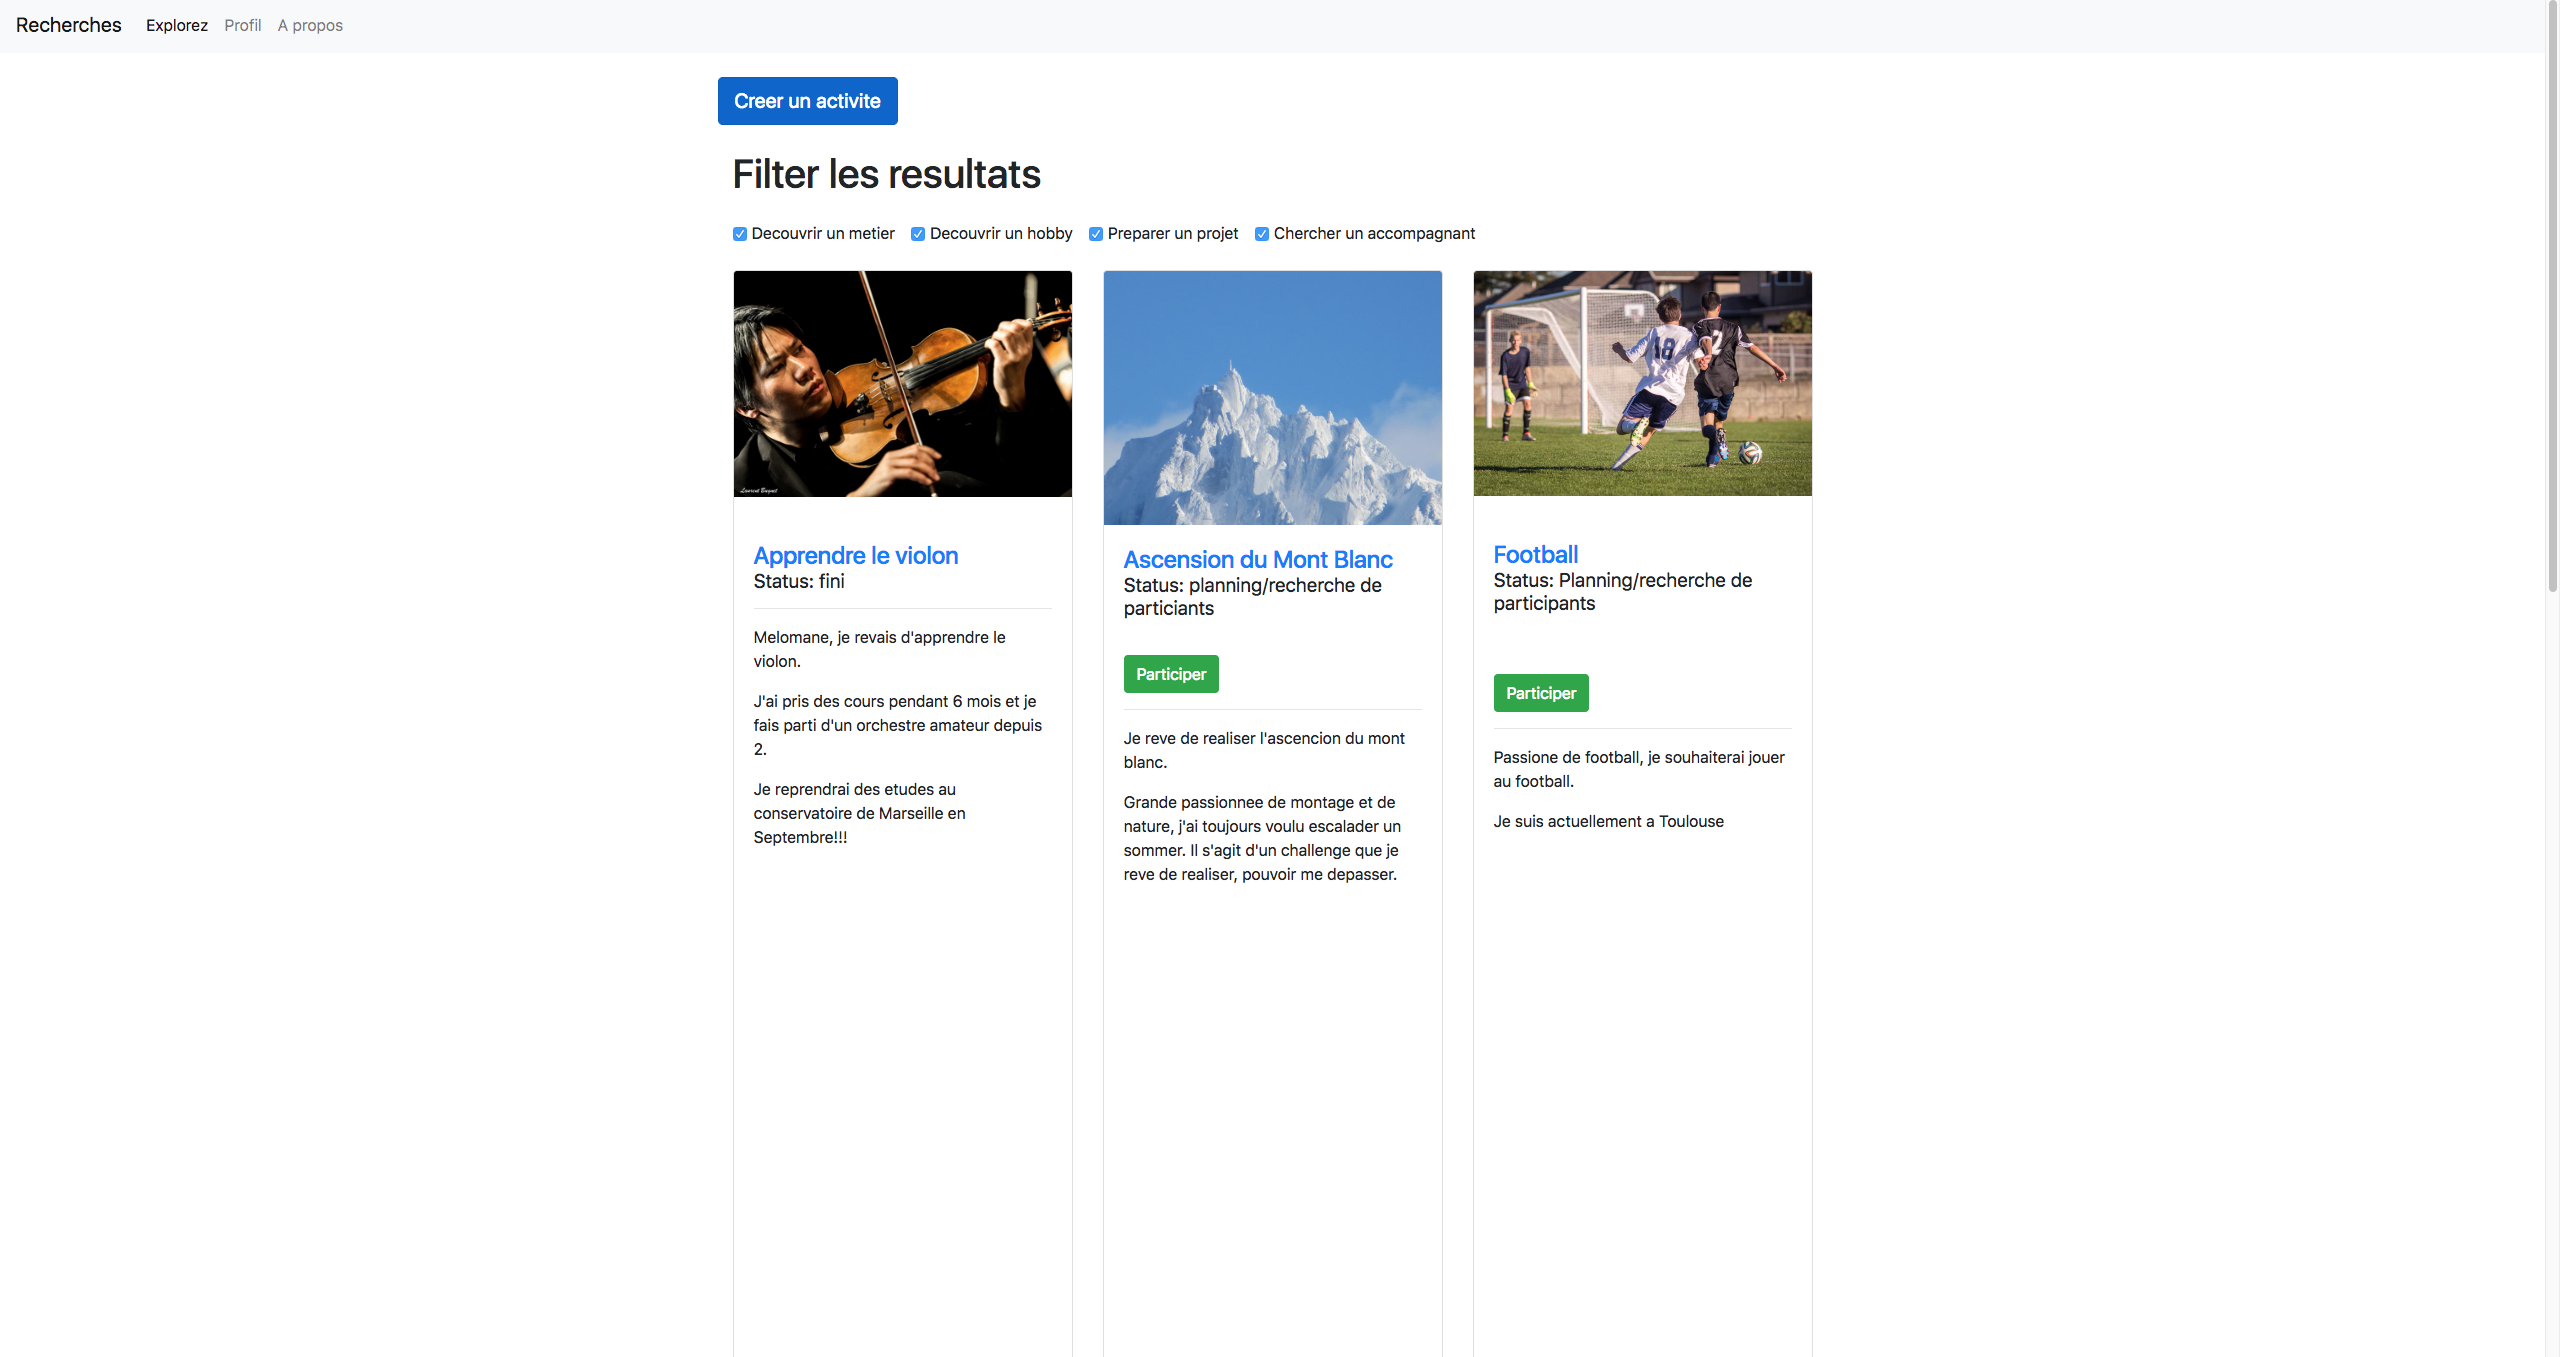 Recherches Explorez Profil A propos
Creer un activite
Filter les resultats
Decouvrir un metier Decouvrir un hobby Preparer un projet Chercher un accompagnant
18 2
Laurent Buguet
Apprendre le violon
Status: fini
Melomane, je revais d'apprendre le
violon.
J'ai pris des cours pendant 6 mois et je
fais parti d'un orchestre amateur depuis
2.
Je reprendrai des etudes au
conservatoire de Marseille en
Septembre!!!
Ascension du Mont Blanc
Status: planning/recherche de
particiants
Participer
Je reve de realiser l'ascencion du mont
blanc.
Grande passionnee de montage et de
nature, j'ai toujours voulu escalader un
sommer. Il s'agit d'un challenge que je
reve de realiser, pouvoir me depasser.
Football
Status: Planning/recherche de
participants
Participer
Passione de football, je souhaiterai jouer
au football.
Je suis actuellement a Toulouse